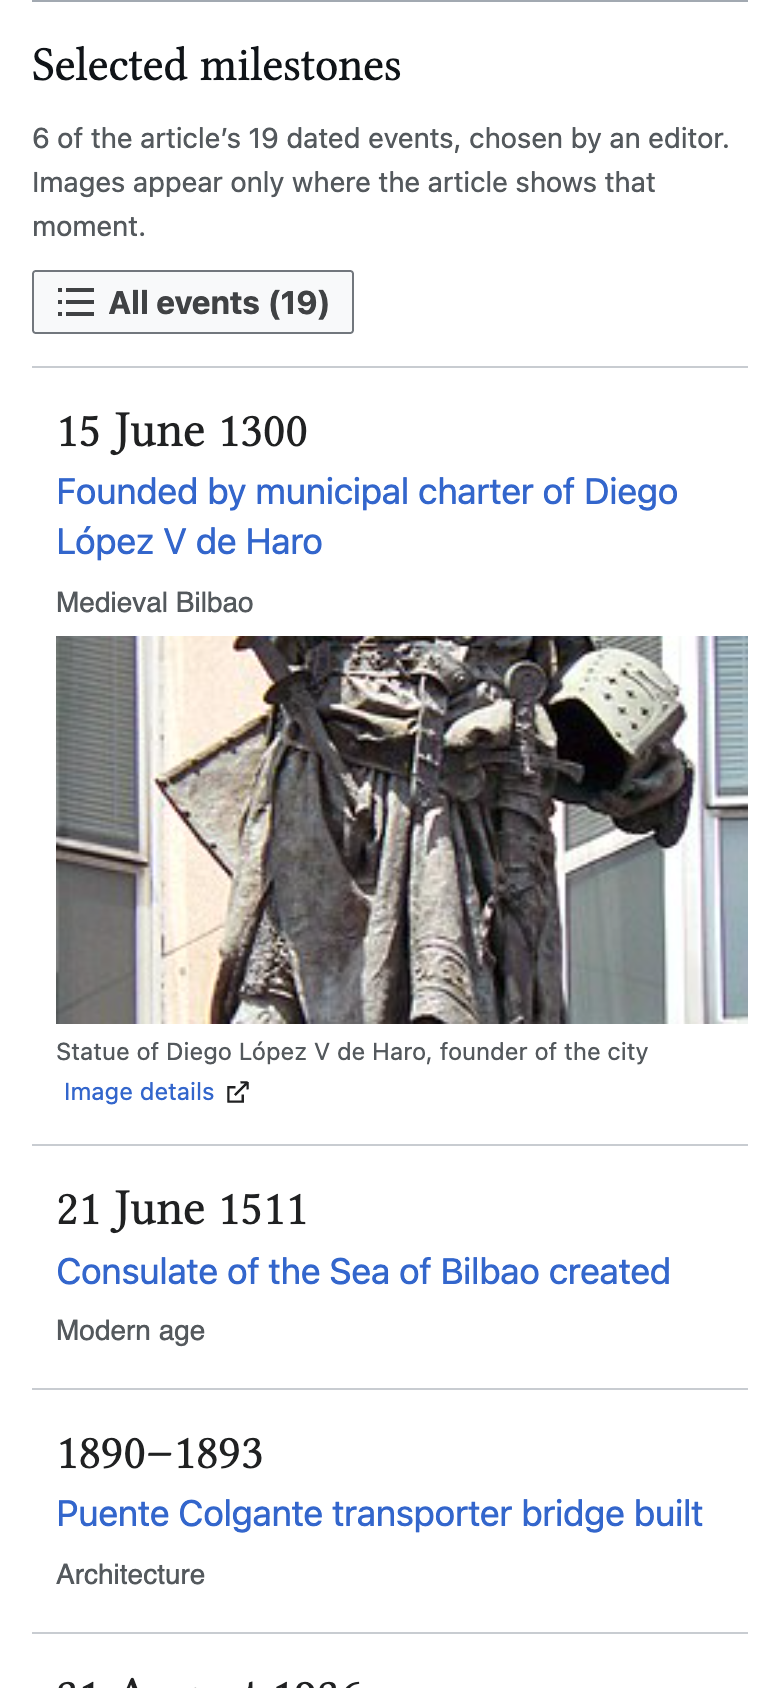 Selected milestones
6 of the article’s 19 dated events, chosen by an editor.
Images appear only where the article shows that
moment.
All events (19)
15 June 1300
Founded by municipal charter of Diego
López V de Haro
Medieval Bilbao
Statue of Diego López V de Haro, founder of the city
Image details
21 June 1511
Consulate of the Sea of Bilbao created
Modern age
1890–1893
Puente Colgante transporter bridge built
Architecture